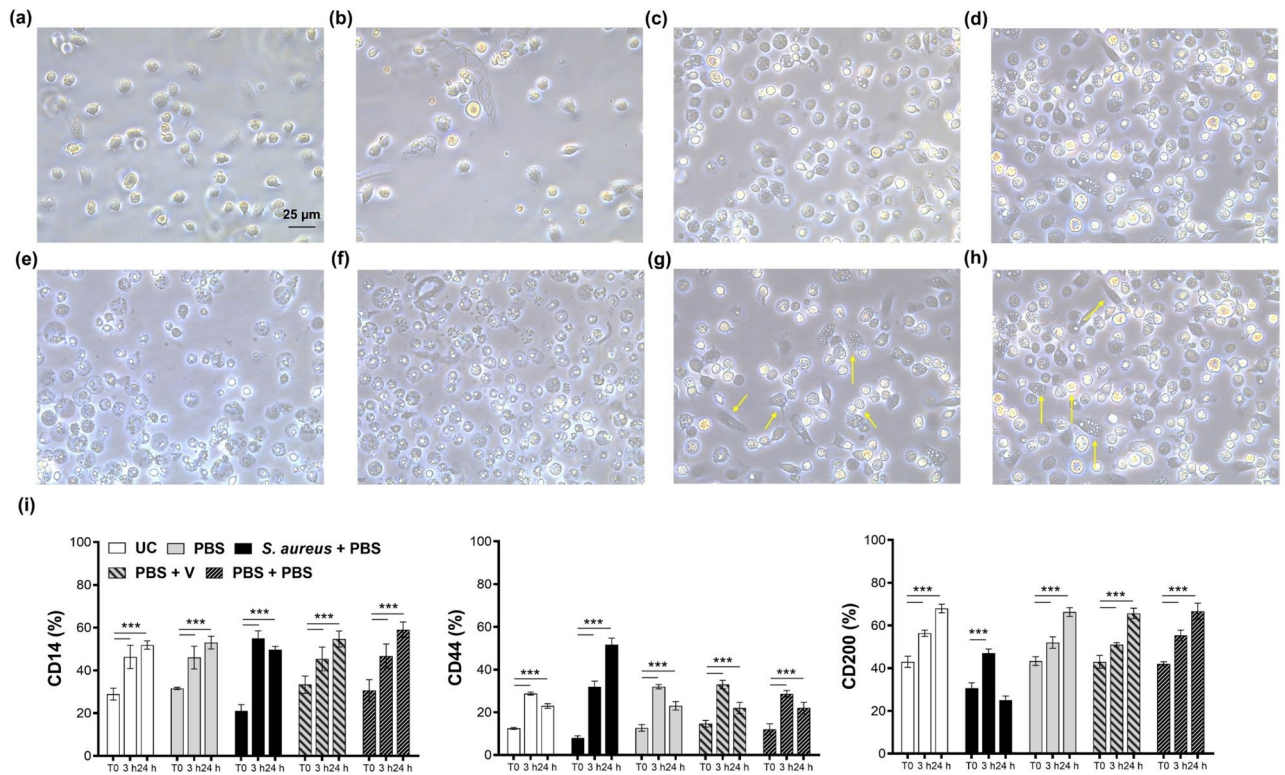 (a)
(b)
(c)
(d)
25 µm
(e)
(f)
(g)
(h)
(i)
CD14 (%)
100
80
60
40
20
0
UC PBS S. aureus + PBS
PBS + V PBS + PBS
*** *** *** *** ***
T0 3 h24 h T0 3 h24 h T0 3 h24 h T0 3 h24 h T0 3 h24 h
CD44 (%)
100
80
60
40
20
0
*** *** *** *** ***
T0 3 h24 h T0 3 h24 h T0 3 h24 h T0 3 h24 h T0 3 h24 h
CD200 (%)
100
80
60
40
20
0
*** *** *** *** ***
T0 3 h24 h T0 3 h24 h T0 3 h24 h T0 3 h24 h T0 3 h24 h